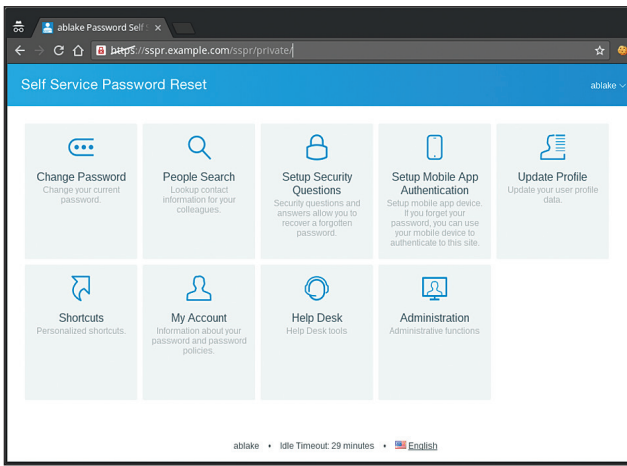 ablake Password Self S
https://sspr.example.com/sspr/private/
Self Service Password Reset
ablake
Change Password
Change your current
password.
People Search
Lookup contact
information for your
colleagues.
Setup Security
Questions
Security questions and
answers allow you to
recover a forgotten
password.
Setup Mobile App
Authentication
Setup mobile app device.
If you forget your
password, you can use
your mobile device to
authenticate to this site.
Update Profile
Update your user profile
data.
Shortcuts
Personalized shortcuts.
My Account
Information about your
password and password
policies.
Help Desk
Help Desk tools
Administration
Administrative functions
ablake • Idle Timeout: 29 minutes • English